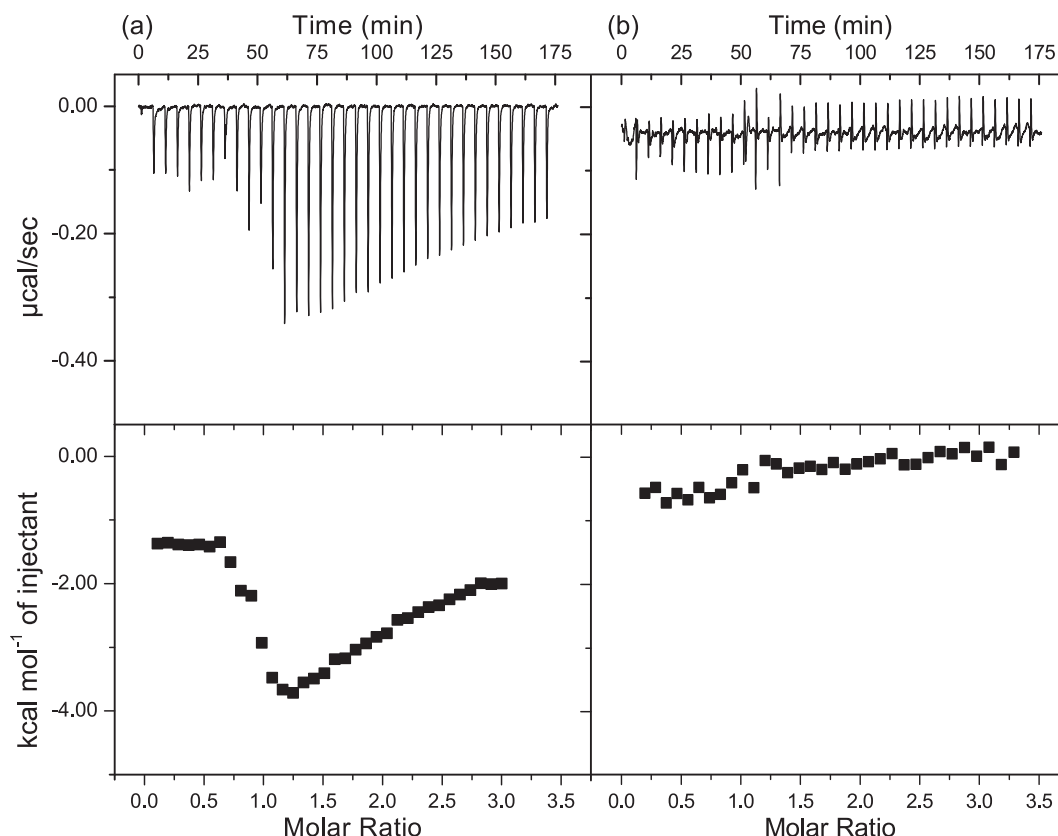 (a) Time (min) (b) Time (min)
0 25 50 75 100 125 150 175 0 25 50 75 100 125 150 175
0.00
-0.20
-0.40
µcal/sec
0.00
-2.00
-4.00
kcal mol⁻¹ of injectant
0.0 0.5 1.0 1.5 2.0 2.5 3.0 3.5 0.0 0.5 1.0 1.5 2.0 2.5 3.0 3.5
Molar Ratio Molar Ratio